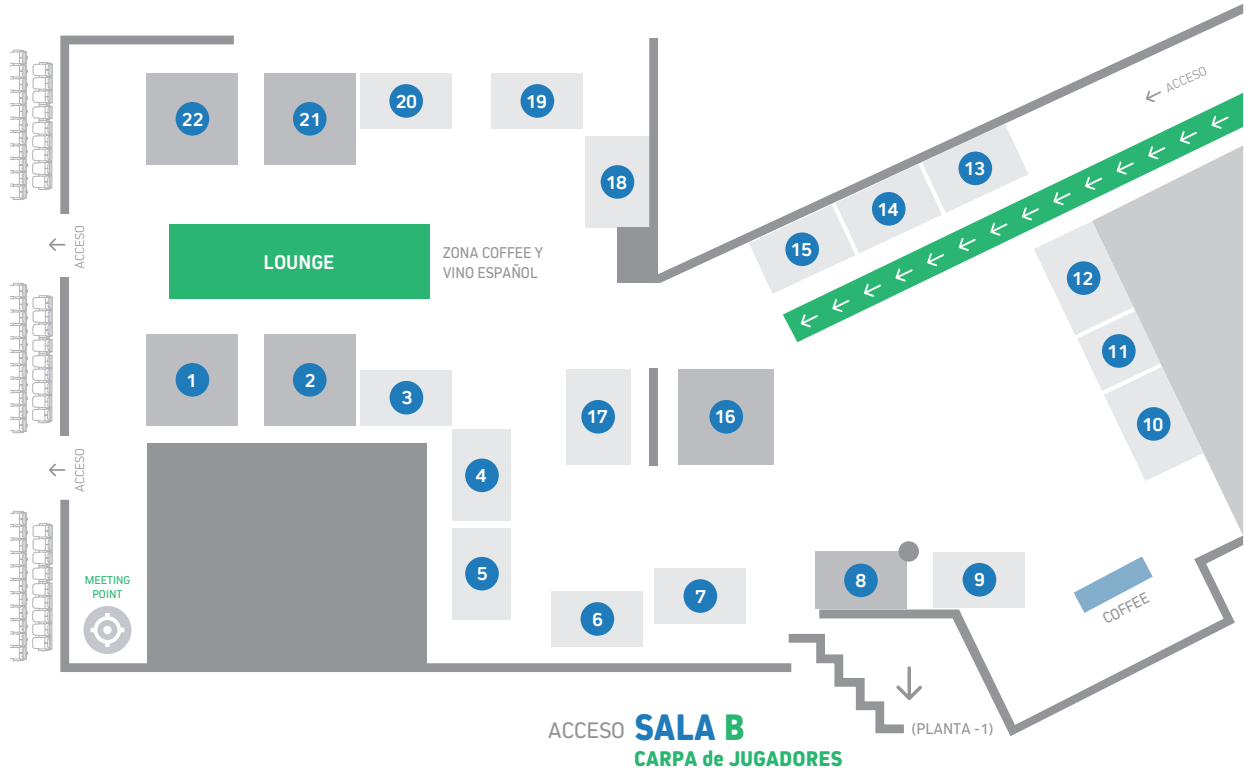 20
19
22
21
ACCESO
13
18
14
15
ACCESO
LOUNGE
ZONA COFFEE Y
VINO ESPAÑOL
12
11
1
2
3
17
16
10
4
ACCESO
5
8
9
MEETING
POINT
7
6
COFFEE
ACCESO SALA B
(PLANTA -1)
CARPA de JUGADORES